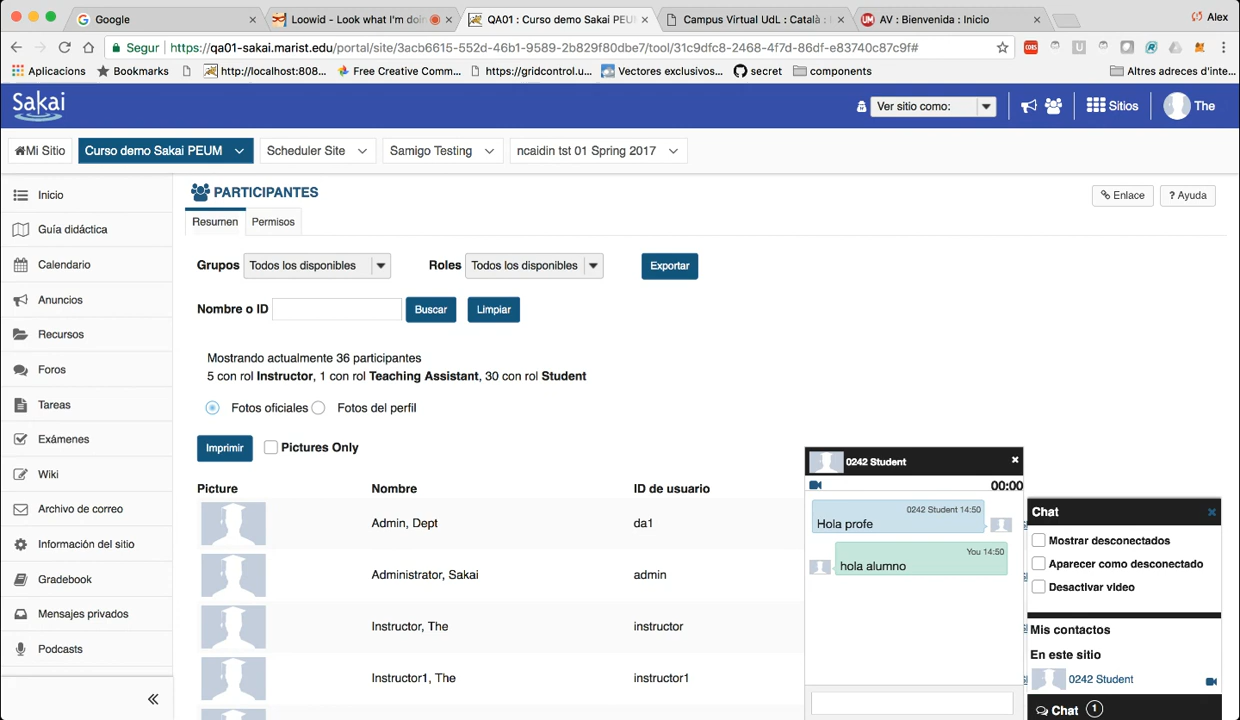 Google
Loowid - Look what I'm doin
QA01 : Curso demo Sakai PEU
Campus Virtual UdL : Català :
AV : Bienvenida : Inicio
Alex
Segur
https://qa01-sakai.marist.edu/portal/site/3acb6615-552d-46b1-9589-2b829f80dbe7/tool/31c9dfc8-2468-4f7d-86df-e83740c87c9f#
Aplicacions
Bookmarks
http://localhost:808...
Free Creative Comm...
https://gridcontrol.u...
Vectores exclusivos...
secret
components
Altres adreces d'inte...
Sakai
Ver sitio como:
Sitios
The
Mi Sitio
Curso demo Sakai PEUM
Scheduler Site
Samigo Testing
ncaidin tst 01 Spring 2017
Inicio
Guía didáctica
Calendario
Anuncios
Recursos
Foros
Tareas
Exámenes
Wiki
Archivo de correo
Información del sitio
Gradebook
Mensajes privados
Podcasts
PARTICIPANTES
Enlace
? Ayuda
Resumen
Permisos
Grupos
Todos los disponibles
Roles
Todos los disponibles
Exportar
Nombre o ID
Buscar
Limpiar
Mostrando actualmente 36 participantes
5 con rol Instructor, 1 con rol Teaching Assistant, 30 con rol Student
Fotos oficiales
Fotos del perfil
Imprimir
Pictures Only
Picture
Nombre
ID de usuario
Admin, Dept
da1
Administrator, Sakai
admin
Instructor, The
instructor
Instructor1, The
instructor1
0242 Student
00:00
0242 Student 14:50
Hola profe
You 14:50
hola alumno
Chat
Mostrar desconectados
Aparecer como desconectado
Desactivar video
Mis contactos
En este sitio
0242 Student
Chat 1